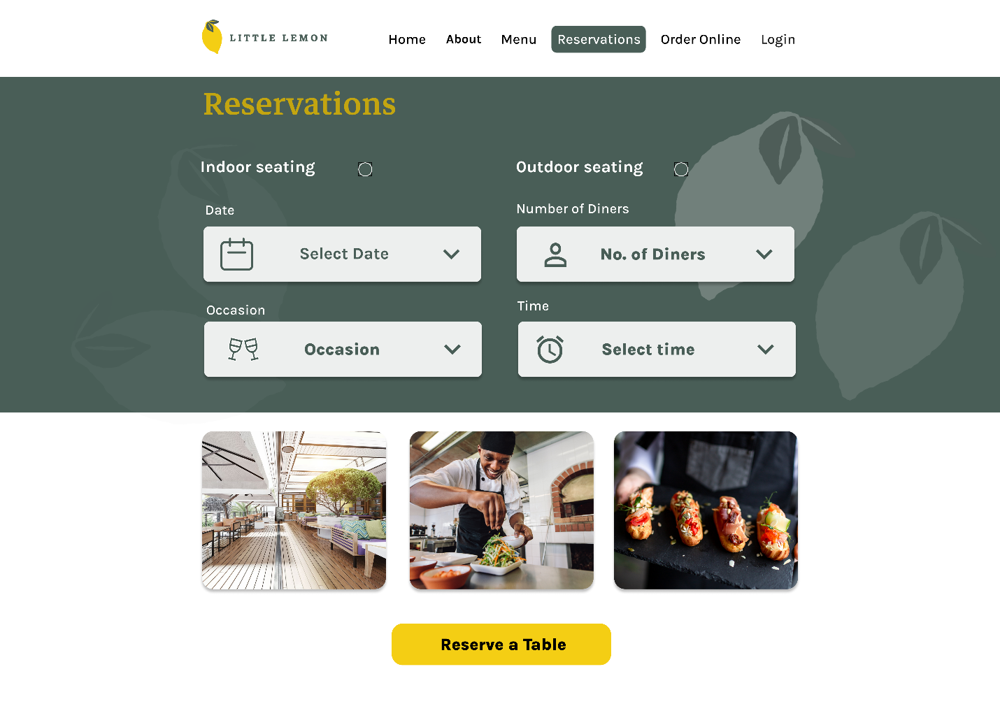 LITTLE LEMON
Home About Menu Reservations Order Online Login
Reservations
Indoor seating Outdoor seating
Date Number of Diners
Select Date No. of Diners
Occasion Time
Occasion Select time
Reserve a Table